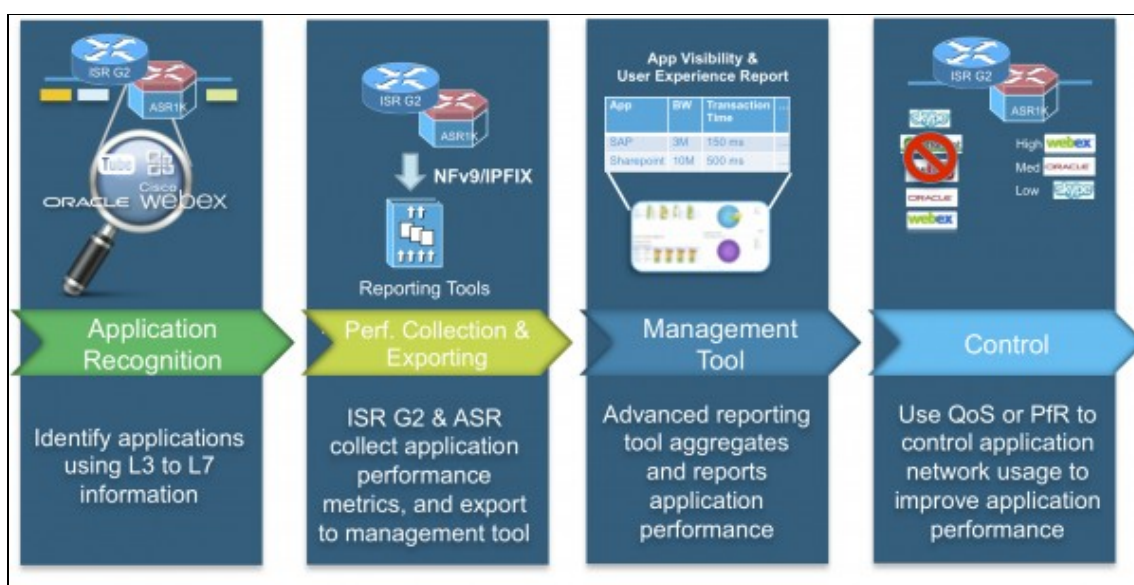 ISR G2
ASR1K
Tube
Cisco
ORACLE webex
Application
Recognition
Identify applications
using L3 to L7
information
ISR G2
ASR1K
NFv9/IPFIX
Reporting Tools
Perf. Collection &
Exporting
ISR G2 & ASR
collect application
performance
metrics, and export
to management tool
App Visibility &
User Experience Report
App BW Transaction Time ...
SAP 3M 150 ms ...
Sharepoint 10M 500 ms ...
Management
Tool
Advanced reporting
tool aggregates
and reports
application
performance
ISR G2
ASR1K
skype
ORACLE
webex
High webex
Med ORACLE
Low skype
Control
Use QoS or PfR to
control application
network usage to
improve application
performance